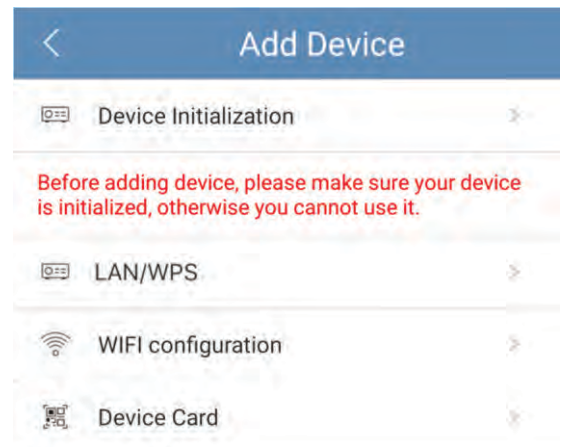 Add Device
Device Initialization
Before adding device, please make sure your device
is initialized, otherwise you cannot use it.
LAN/WPS
WIFI configuration
Device Card